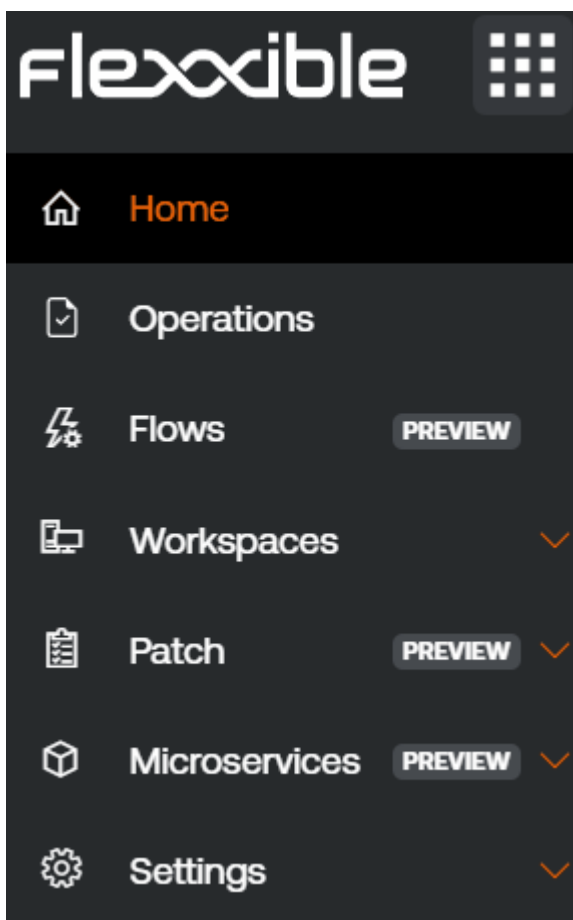 Flexxible
Home
Operations
Flows PREVIEW
Workspaces
Patch PREVIEW
Microservices PREVIEW
Settings